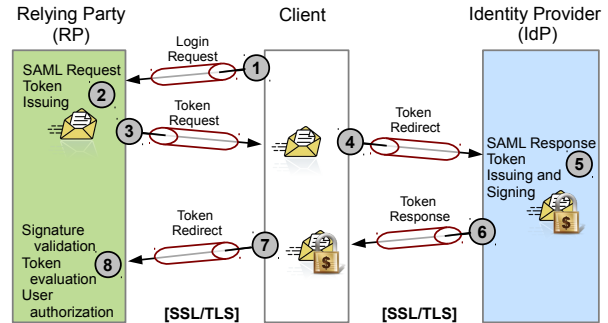 Relying Party
(RP)
Client
Identity Provider
(IdP)
Login
Request
1
SAML Request
Token
Issuing
2
3
Token
Request
4
Token
Redirect
SAML Response
Token
Issuing and
Signing
5
Token
Response
6
$
Token
Redirect
7
$
Signature
validation
Token
evaluation
User
authorization
8
[SSL/TLS]
[SSL/TLS]